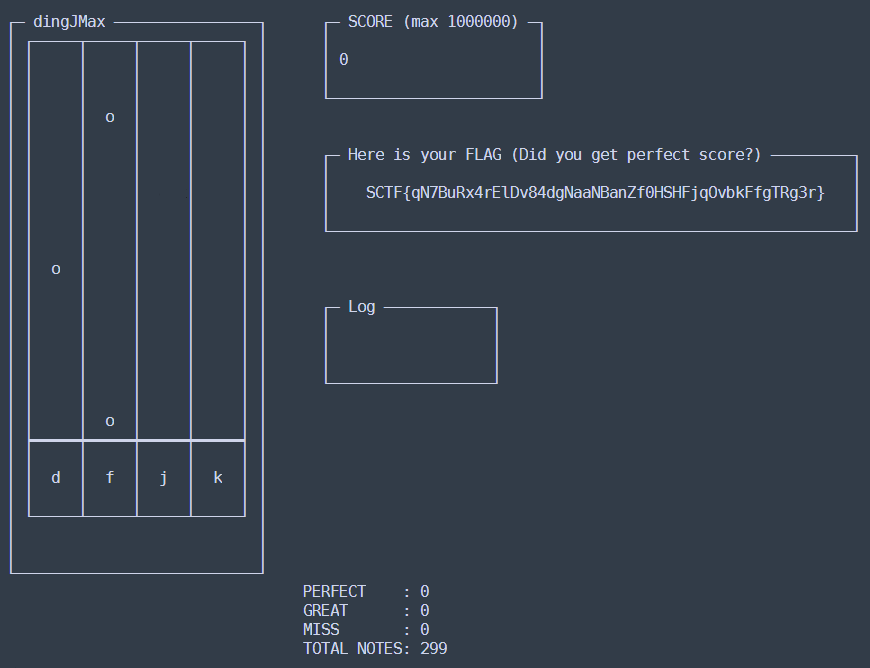 dingJMax
o
o
o
d f j k
SCORE (max 1000000)
0
Here is your FLAG (Did you get perfect score?)
SCTF{qN7BuRx4rElDv84dgNaaNBanZf0HSHFjqOvbkFfgTRg3r}
Log
PERFECT : 0
GREAT : 0
MISS : 0
TOTAL NOTES: 299